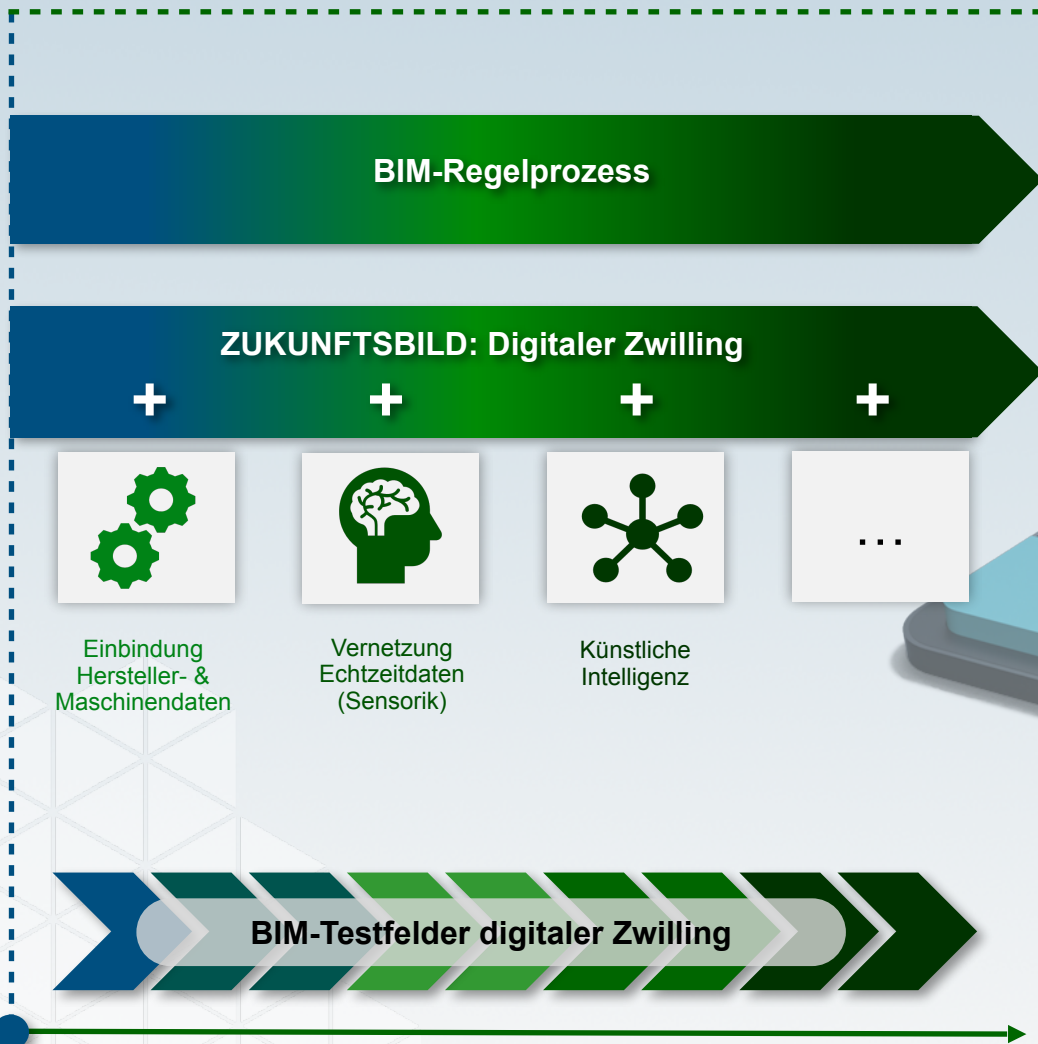 BIM-Regelprozess
ZUKUNFTSBILD: Digitaler Zwilling
+ + + +
...
Einbindung
Hersteller- &
Maschinendaten
Vernetzung
Echtzeitdaten
(Sensorik)
Künstliche
Intelligenz
BIM-Testfelder digitaler Zwilling